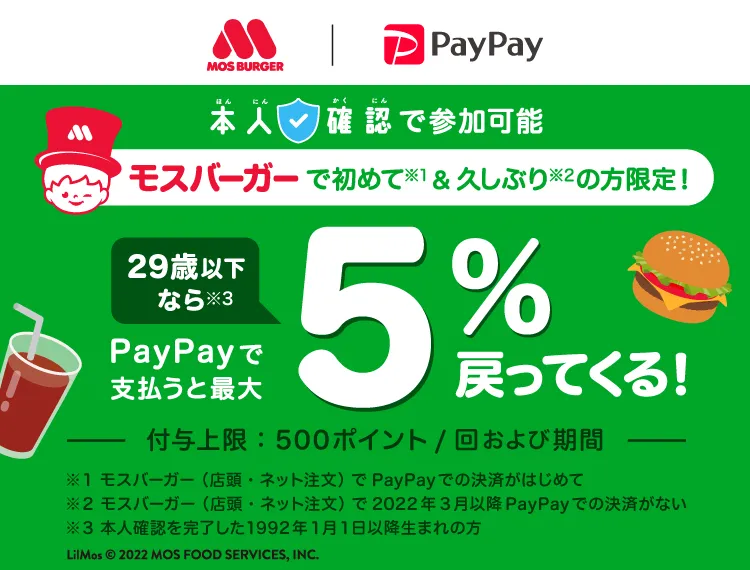 MOS BURGER
PayPay
ほん にん かく にん
本人確認で参加可能
モスバーガーで初めて※1&久しぶり※2の方限定!
29歳以下
なら※3
PayPayで
支払うと最大
5%
戻ってくる!
付与上限:500ポイント/回および期間
※1 モスバーガー(店頭・ネット注文)でPayPayでの決済がはじめて
※2 モスバーガー(店頭・ネット注文)で2022年3月以降PayPayでの決済がない
※3 本人確認を完了した1992年1月1日以降生まれの方
LilMos © 2022 MOS FOOD SERVICES, INC.